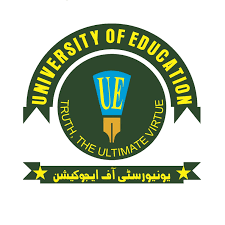 UNIVERSITY OF EDUCATION
UE
TRUTH, THE ULTIMATE VIRTUE
یونیورسٹی آف ایجوکیشن